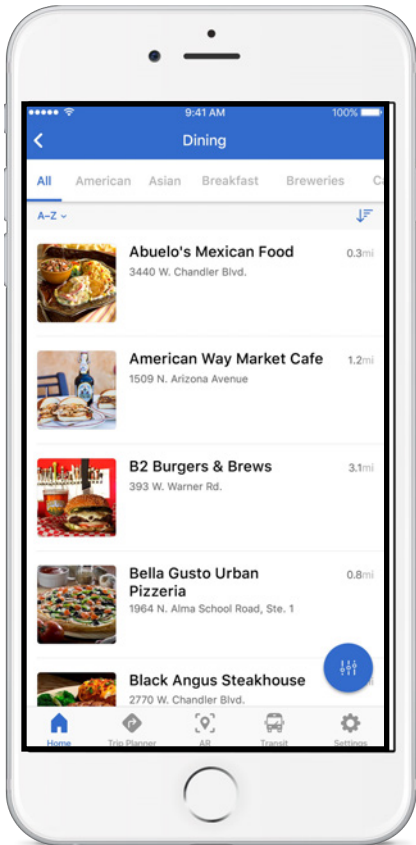 9:41 AM 100%
Dining
All American Asian Breakfast Breweries
A-Z
Abuelo's Mexican Food 0.3mi
3440 W. Chandler Blvd.
American Way Market Cafe 1.2mi
1509 N. Arizona Avenue
B2 Burgers & Brews 3.1mi
393 W. Warner Rd.
Bella Gusto Urban 0.8mi
Pizzeria
1964 N. Alma School Road, Ste. 1
Black Angus Steakhouse
2770 W. Chandler Blvd.
Home Trip Planner AR Transit Settings